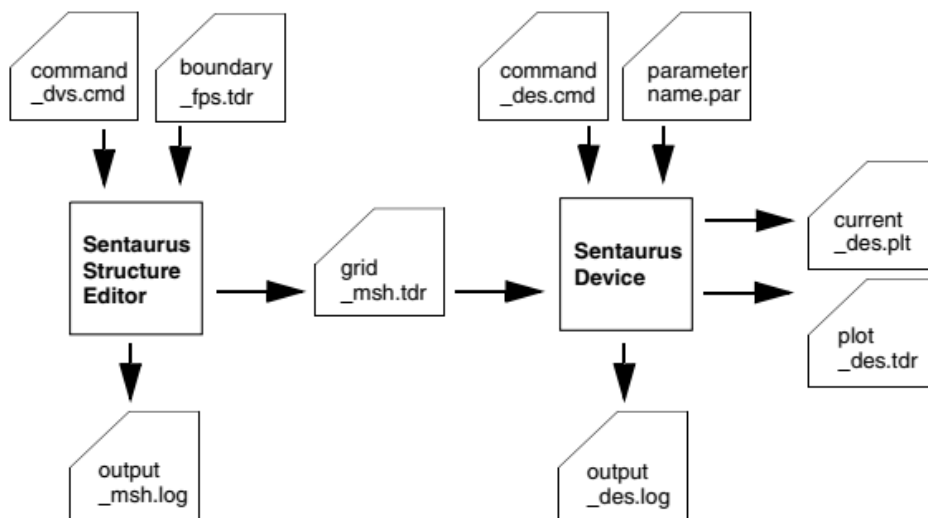 command
_dvs.cmd
boundary
_fps.tdr
command
_des.cmd
parameter
name.par
Sentaurus
Structure
Editor
grid
_msh.tdr
Sentaurus
Device
current
_des.plt
plot
_des.tdr
output
_msh.log
output
_des.log